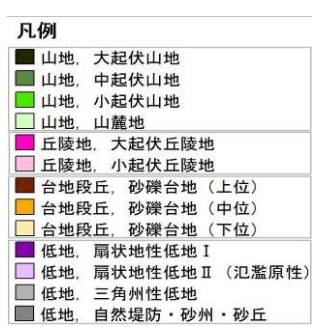 凡例
山地, 大起伏山地
山地, 中起伏山地
山地, 小起伏山地
山地, 山麓地
丘陵地, 大起伏丘陵地
丘陵地, 小起伏丘陵地
台地段丘, 砂礫台地（上位）
台地段丘, 砂礫台地（中位）
台地段丘, 砂礫台地（下位）
低地, 扇状地性低地Ⅰ
低地, 扇状地性低地Ⅱ（氾濫原性）
低地, 三角州性低地
低地, 自然堤防・砂州・砂丘